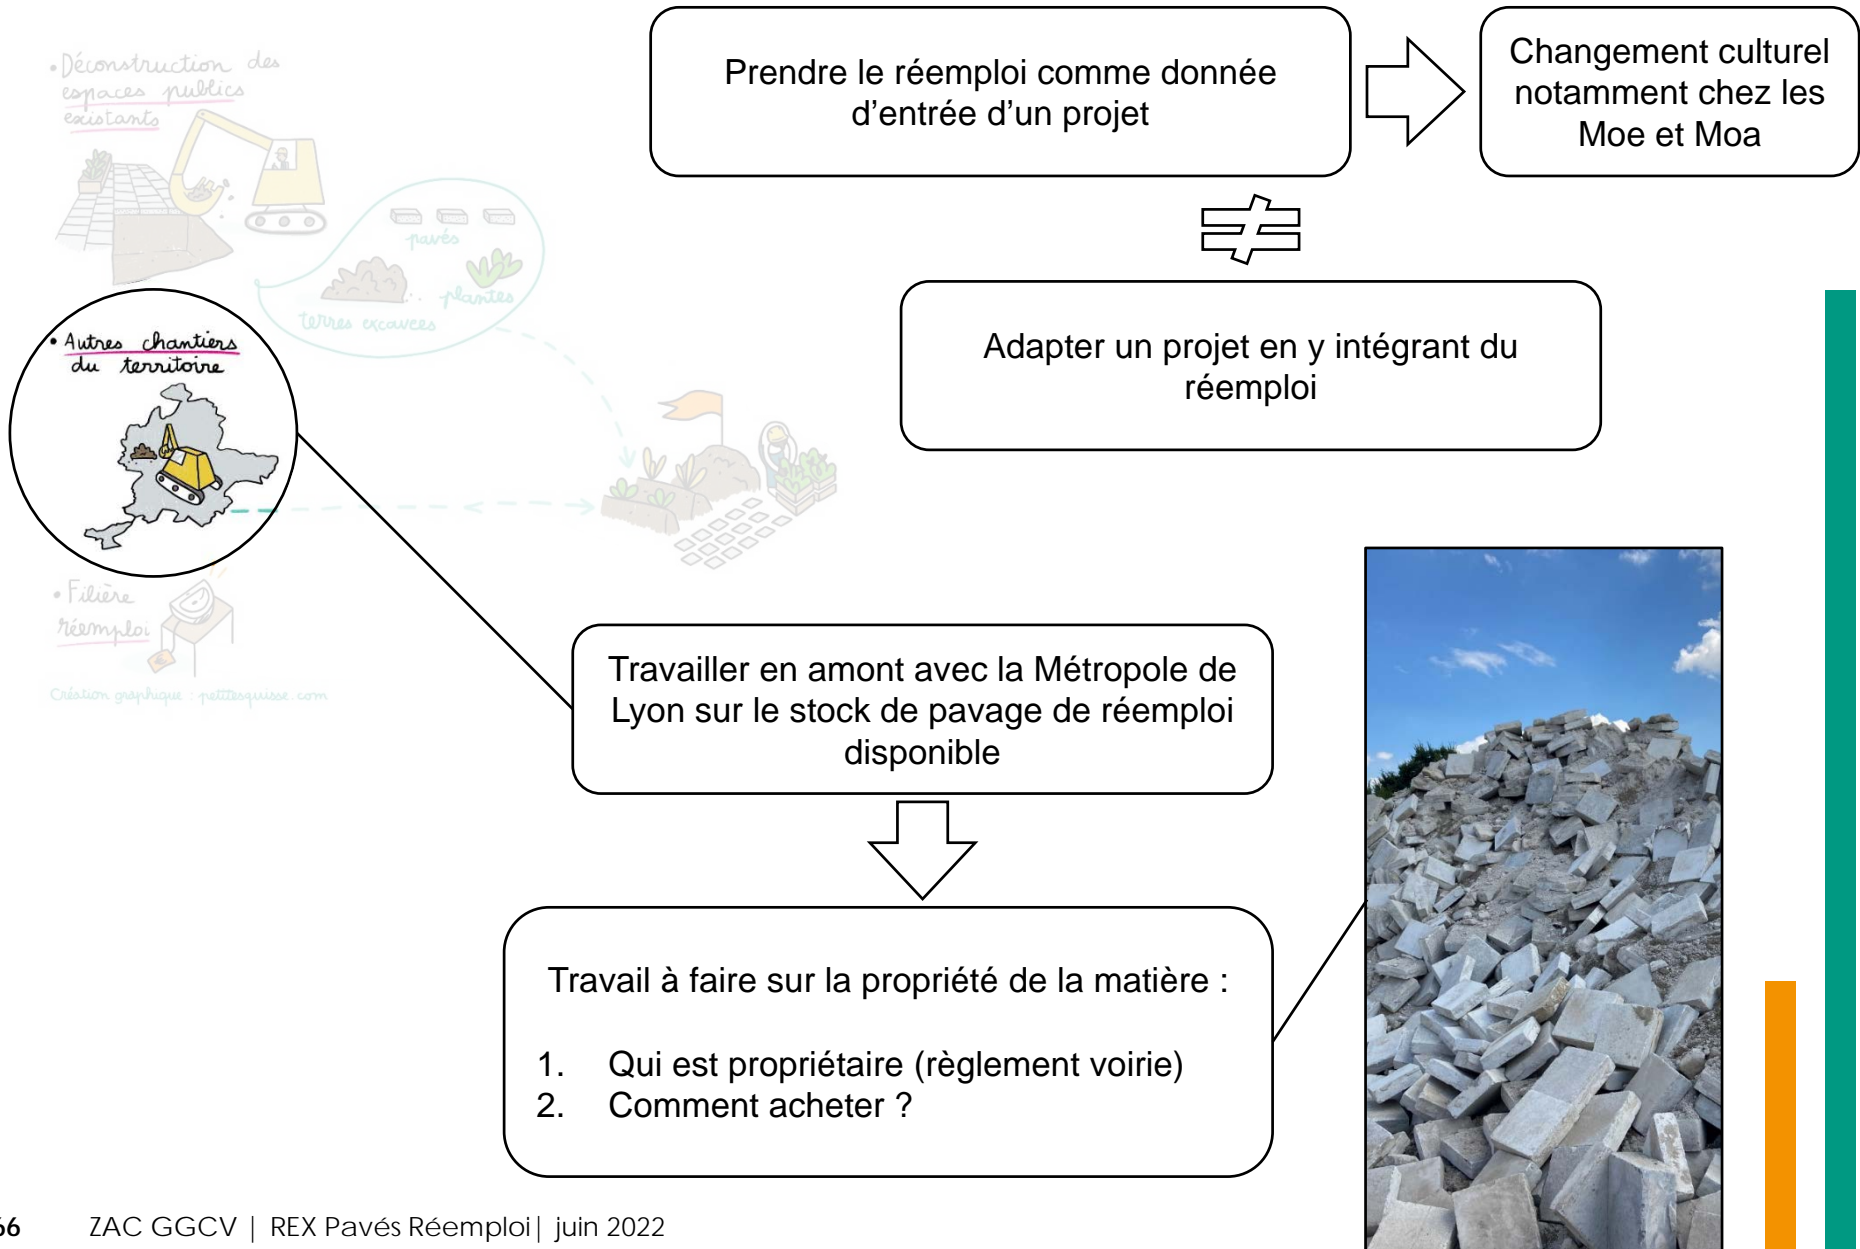 • Déconstruction des
espaces publics
existants
pavés
plantes
terres excavées
• Autres chantiers
du territoire
• Filière
réemploi
Création graphique : petitesquisse.com
Prendre le réemploi comme donnée
d'entrée d'un projet
Changement culturel
notamment chez les
Moe et Moa
≠
Adapter un projet en y intégrant du
réemploi
Travailler en amont avec la Métropole de
Lyon sur le stock de pavage de réemploi
disponible
Travail à faire sur la propriété de la matière :
1. Qui est propriétaire (règlement voirie)
2. Comment acheter ?
66 ZAC GGCV | REX Pavés Réemploi| juin 2022